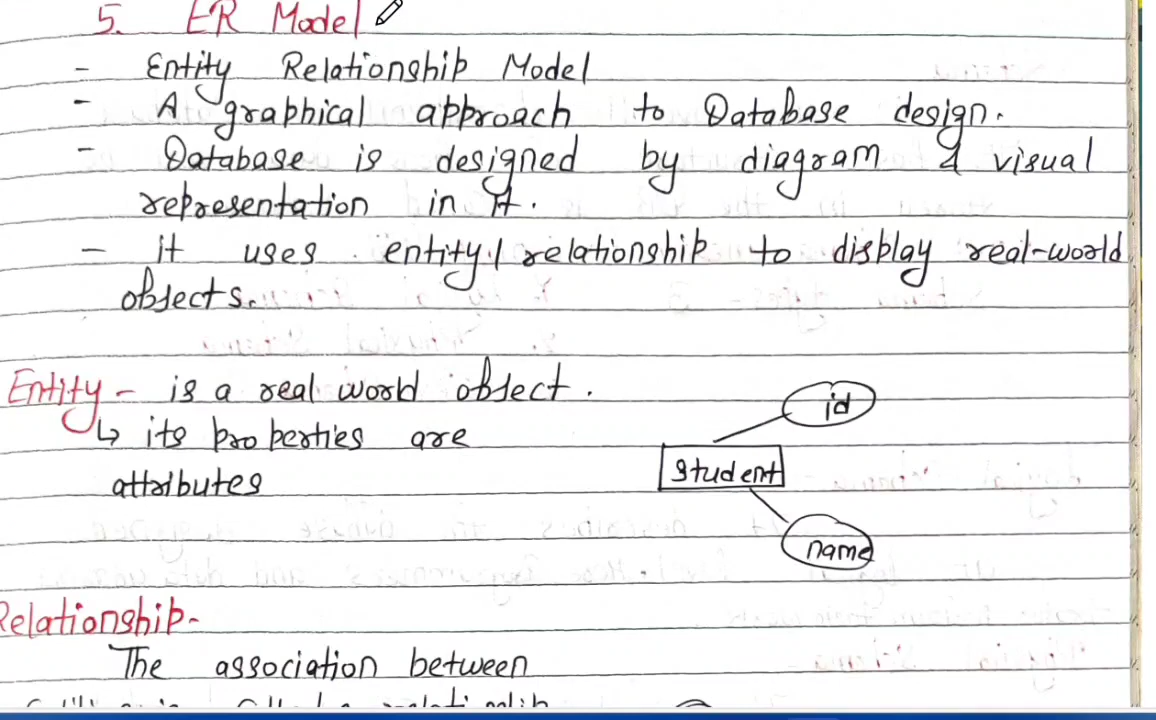 5. ER Model
- Entity Relationship Model
- A graphical approach to Database design.
- Database is designed by diagram & visual
representation in it.
- it uses entity/relationship to display real-world
objects.
Entity - is a real world object.
↳ its properties are
attributes
id
Student
name
Relationship-
The association between